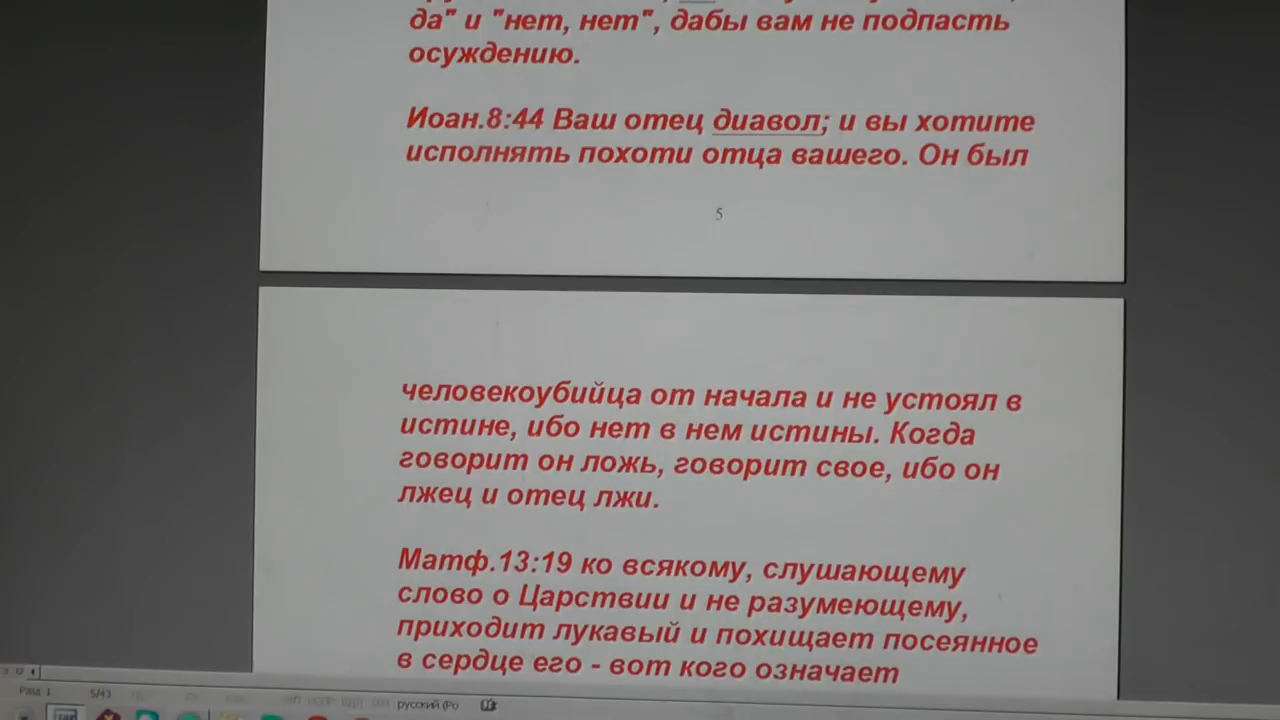 да" и "нет, нет", дабы вам не подпасть
осуждению.
Иоан.8:44 Ваш отец диавол; и вы хотите
исполнять похоти отца вашего. Он был
5
человекоубийца от начала и не устоял в
истине, ибо нет в нем истины. Когда
говорит он ложь, говорит свое, ибо он
лжец и отец лжи.
Матф.13:19 ко всякому, слушающему
слово о Царствии и не разумеющему,
приходит лукавый и похищает посеянное
в сердце его - вот кого означает
Разд 1 5/43 русский (Ро